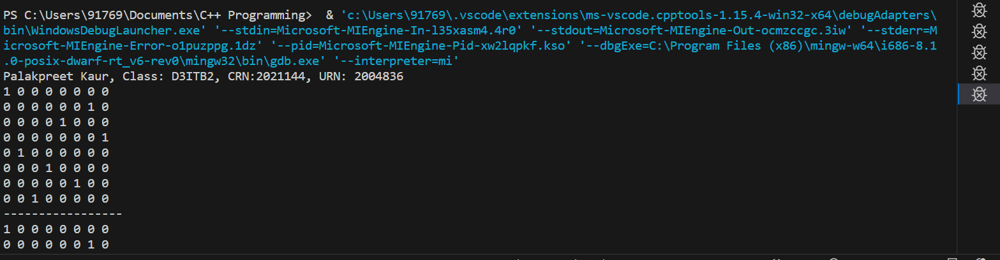 PS C:\Users\91769\Documents\C++ Programming>  & 'c:\Users\91769\.vscode\extensions\ms-vscode.cpptools-1.15.4-win32-x64\debugAdapters\
bin\WindowsDebugLauncher.exe' '--stdin=Microsoft-MIEngine-In-l35xasm4.4r0' '--stdout=Microsoft-MIEngine-Out-ocmzccgc.3iw' '--stderr=M
icrosoft-MIEngine-Error-o1puzppg.1dz' '--pid=Microsoft-MIEngine-Pid-xw2lqpkf.kso' '--dbgExe=C:\Program Files (x86)\mingw-w64\i686-8.1
.0-posix-dwarf-rt_v6-rev0\mingw32\bin\gdb.exe' '--interpreter=mi'
Palakpreet Kaur, Class: D3ITB2, CRN:2021144, URN: 2004836
1 0 0 0 0 0 0 0
0 0 0 0 0 0 1 0
0 0 0 0 1 0 0 0
0 0 0 0 0 0 0 1
0 1 0 0 0 0 0 0
0 0 0 1 0 0 0 0
0 0 0 0 0 1 0 0
0 0 1 0 0 0 0 0
-----------------
1 0 0 0 0 0 0 0
0 0 0 0 0 0 1 0